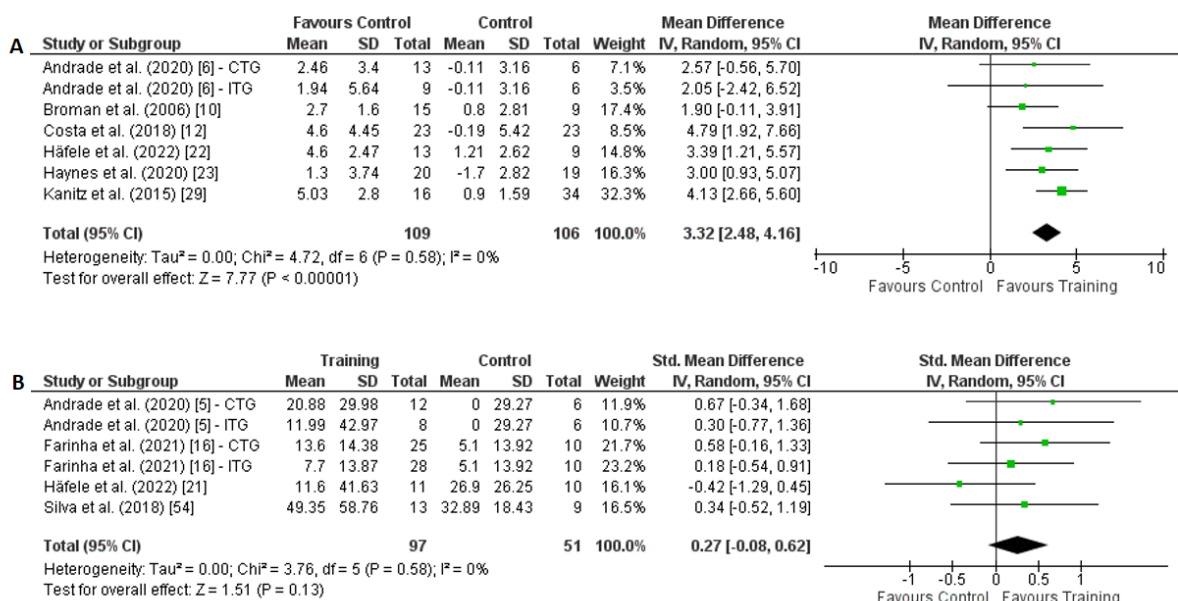 Favours Control Control Mean Difference Mean Difference
A Study or Subgroup Mean SD Total Mean SD Total Weight IV, Random, 95% CI IV, Random, 95% CI
Andrade et al. (2020) [6] - CTG 2.46 3.4 13 -0.11 3.16 6 7.1% 2.57 [-0.56, 5.70]
Andrade et al. (2020) [6] - ITG 1.94 5.64 9 -0.11 3.16 6 3.5% 2.05 [-2.42, 6.52]
Broman et al. (2006) [10] 2.7 1.6 15 0.8 2.81 9 17.4% 1.90 [-0.11, 3.91]
Costa et al. (2018) [12] 4.6 4.45 23 -0.19 5.42 23 8.5% 4.79 [1.92, 7.66]
Häfele et al. (2022) [22] 4.6 2.47 13 1.21 2.62 9 14.8% 3.39 [1.21, 5.57]
Haynes et al. (2020) [23] 1.3 3.74 20 -1.7 2.82 19 16.3% 3.00 [0.93, 5.07]
Kanitz et al. (2015) [29] 5.03 2.8 16 0.9 1.59 34 32.3% 4.13 [2.66, 5.60]
Total (95% CI) 109 106 100.0% 3.32 [2.48, 4.16]
Heterogeneity: Tau² = 0.00; Chi² = 4.72, df = 6 (P = 0.58); I² = 0%
Test for overall effect: Z = 7.77 (P < 0.00001)
-10 -5 0 5 10
Favours Control Favours Training
Training Control Std. Mean Difference Std. Mean Difference
B Study or Subgroup Mean SD Total Mean SD Total Weight IV, Random, 95% CI IV, Random, 95% CI
Andrade et al. (2020) [5] - CTG 20.88 29.98 12 0 29.27 6 11.9% 0.67 [-0.34, 1.68]
Andrade et al. (2020) [5] - ITG 11.99 42.97 8 0 29.27 6 10.7% 0.30 [-0.77, 1.36]
Farinha et al. (2021) [16] - CTG 13.6 14.38 25 5.1 13.92 10 21.7% 0.58 [-0.16, 1.33]
Farinha et al. (2021) [16] - ITG 7.7 13.87 28 5.1 13.92 10 23.2% 0.18 [-0.54, 0.91]
Häfele et al. (2022) [21] 11.6 41.63 11 26.9 26.25 10 16.1% -0.42 [-1.29, 0.45]
Silva et al. (2018) [54] 49.35 58.76 13 32.89 18.43 9 16.5% 0.34 [-0.52, 1.19]
Total (95% CI) 97 51 100.0% 0.27 [-0.08, 0.62]
Heterogeneity: Tau² = 0.00; Chi² = 3.76, df = 5 (P = 0.58); I² = 0%
Test for overall effect: Z = 1.51 (P = 0.13)
-1 -0.5 0 0.5 1
Favours Control Favours Training